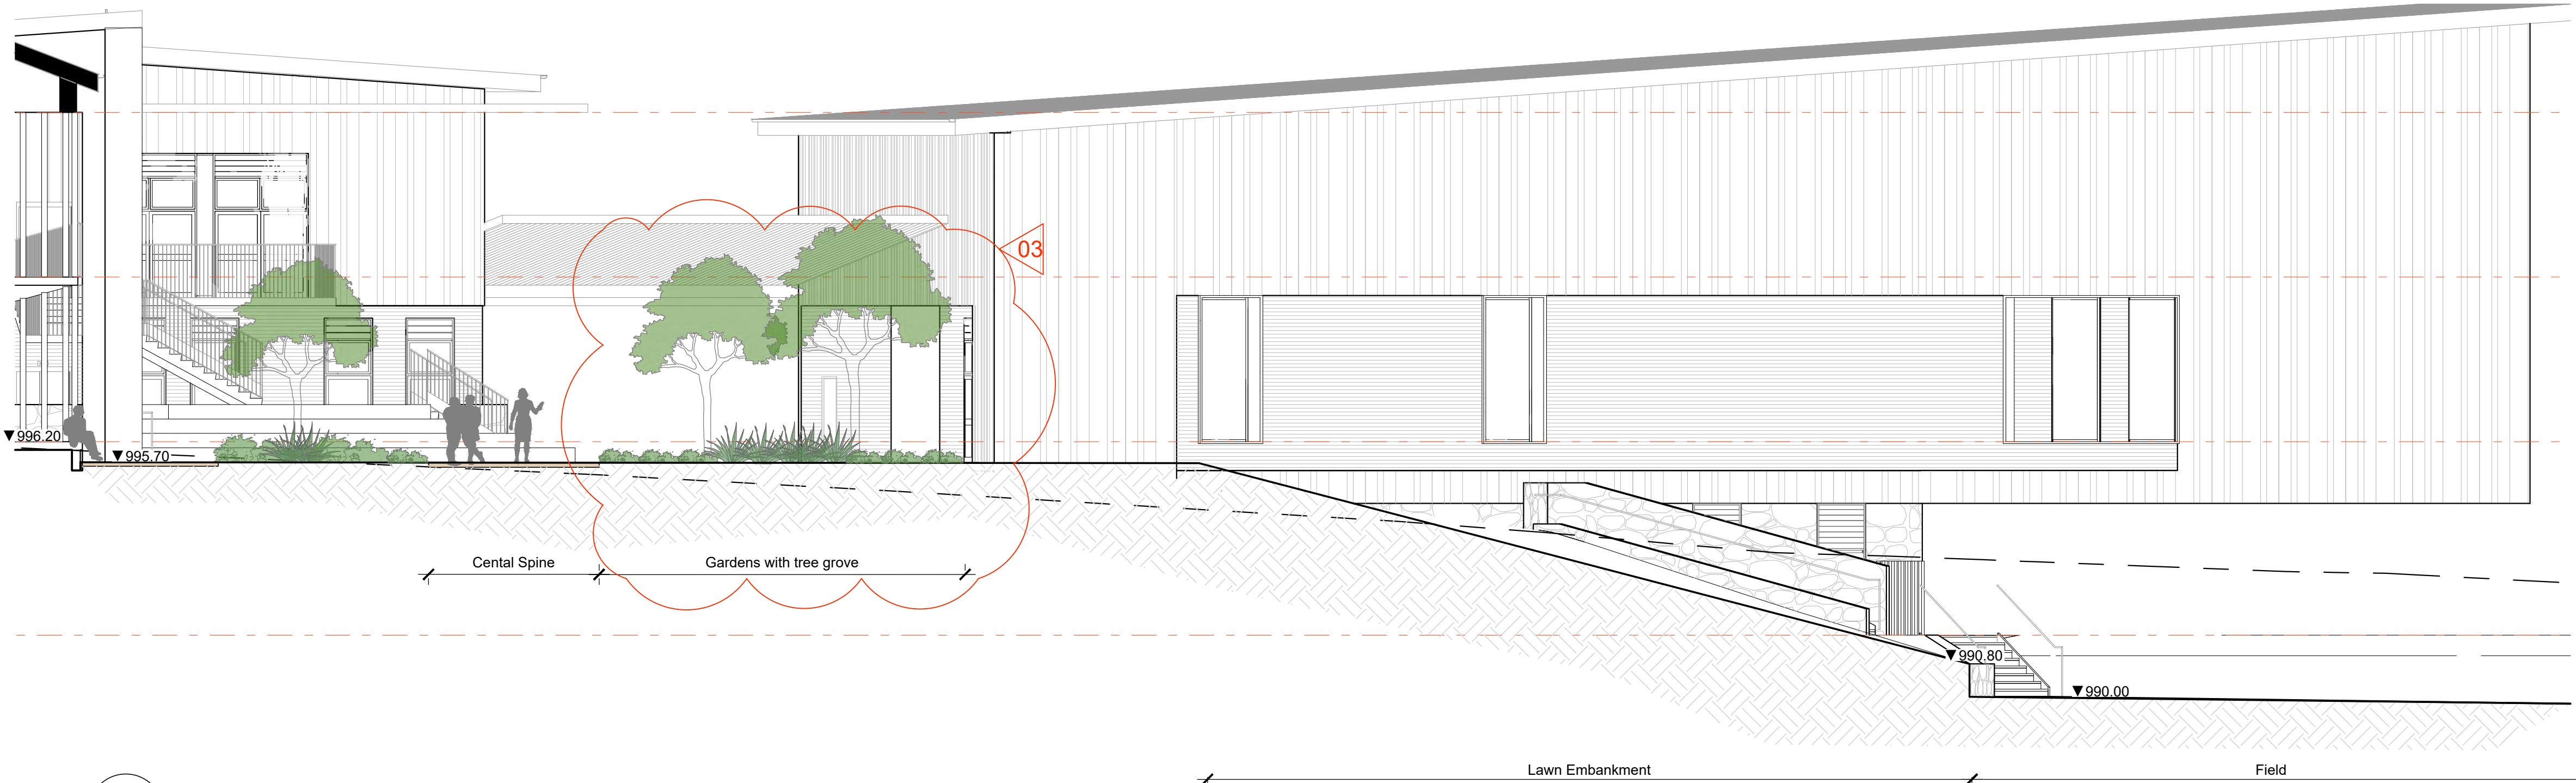 03
996.20
995.70
Cental Spine
Gardens with tree grove
990.80
990.00
Lawn Embankment
Field